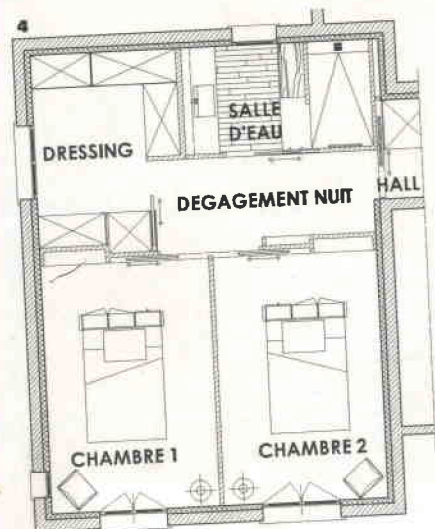 4
SALLE
D'EAU
DRESSING
DEGAGEMENT NUIT
HALL
CHAMBRE 1
CHAMBRE 2